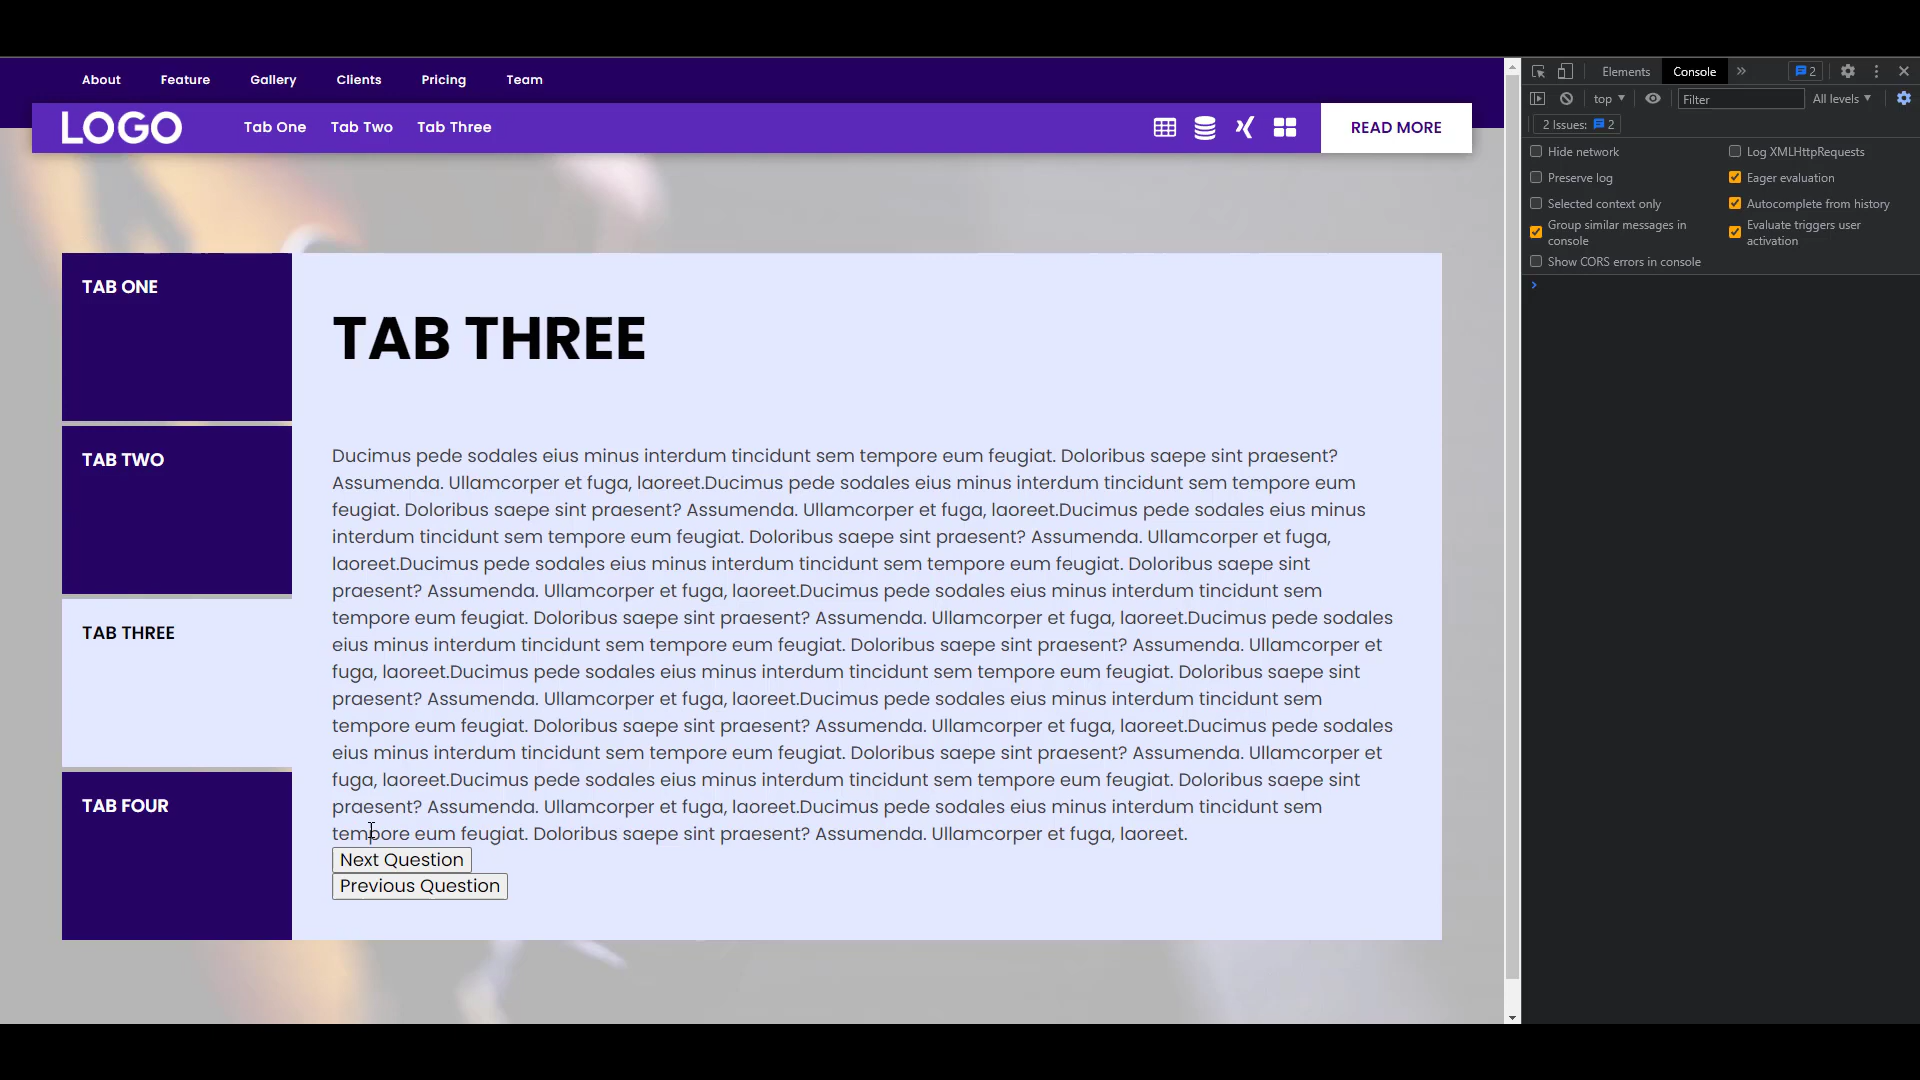 About Feature Gallery Clients Pricing Team
LOGO Tab One Tab Two Tab Three READ MORE
TAB ONE
TAB TWO
TAB THREE
TAB FOUR
TAB THREE
Ducimus pede sodales eius minus interdum tincidunt sem tempore eum feugiat. Doloribus saepe sint praesent?
Assumenda. Ullamcorper et fuga, laoreet.Ducimus pede sodales eius minus interdum tincidunt sem tempore eum
feugiat. Doloribus saepe sint praesent? Assumenda. Ullamcorper et fuga, laoreet.Ducimus pede sodales eius minus
interdum tincidunt sem tempore eum feugiat. Doloribus saepe sint praesent? Assumenda. Ullamcorper et fuga,
laoreet.Ducimus pede sodales eius minus interdum tincidunt sem tempore eum feugiat. Doloribus saepe sint
praesent? Assumenda. Ullamcorper et fuga, laoreet.Ducimus pede sodales eius minus interdum tincidunt sem
tempore eum feugiat. Doloribus saepe sint praesent? Assumenda. Ullamcorper et fuga, laoreet.Ducimus pede sodales
eius minus interdum tincidunt sem tempore eum feugiat. Doloribus saepe sint praesent? Assumenda. Ullamcorper et
fuga, laoreet.Ducimus pede sodales eius minus interdum tincidunt sem tempore eum feugiat. Doloribus saepe sint
praesent? Assumenda. Ullamcorper et fuga, laoreet.Ducimus pede sodales eius minus interdum tincidunt sem
tempore eum feugiat. Doloribus saepe sint praesent? Assumenda. Ullamcorper et fuga, laoreet.Ducimus pede sodales
eius minus interdum tincidunt sem tempore eum feugiat. Doloribus saepe sint praesent? Assumenda. Ullamcorper et
fuga, laoreet.Ducimus pede sodales eius minus interdum tincidunt sem tempore eum feugiat. Doloribus saepe sint
praesent? Assumenda. Ullamcorper et fuga, laoreet.Ducimus pede sodales eius minus interdum tincidunt sem
tempore eum feugiat. Doloribus saepe sint praesent? Assumenda. Ullamcorper et fuga, laoreet.
Next Question
Previous Question
Elements Console 2
top Filter All levels
2 Issues: 2
Hide network Log XMLHttpRequests
Preserve log Eager evaluation
Selected context only Autocomplete from history
Group similar messages in Evaluate triggers user
console activation
Show CORS errors in console